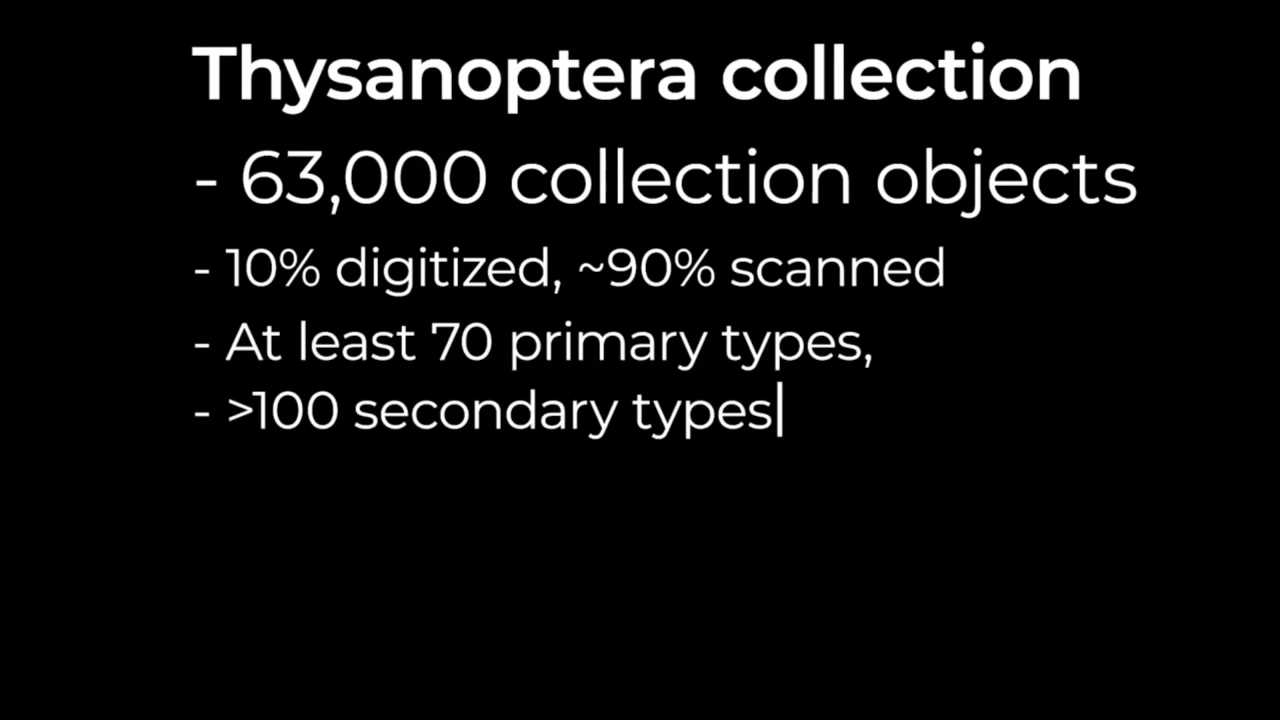 Thysanoptera collection
- 63,000 collection objects
- 10% digitized, ~90% scanned
- At least 70 primary types,
- >100 secondary types|